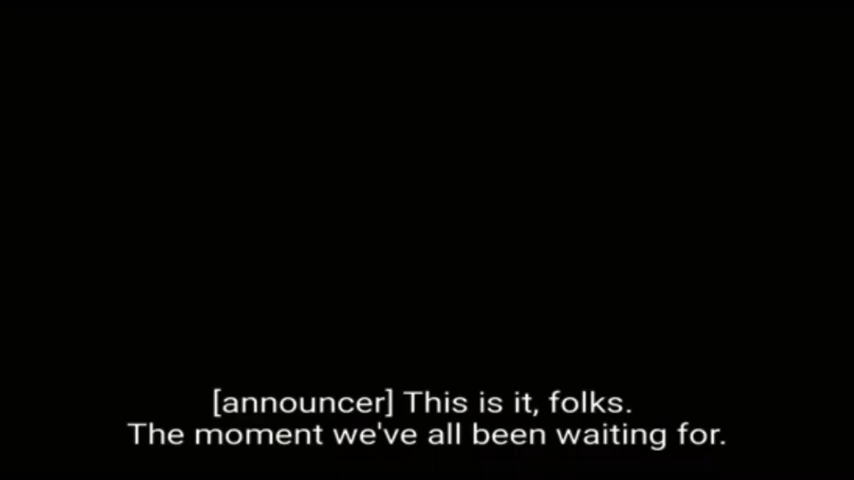 [announcer] This is it, folks.
The moment we've all been waiting for.